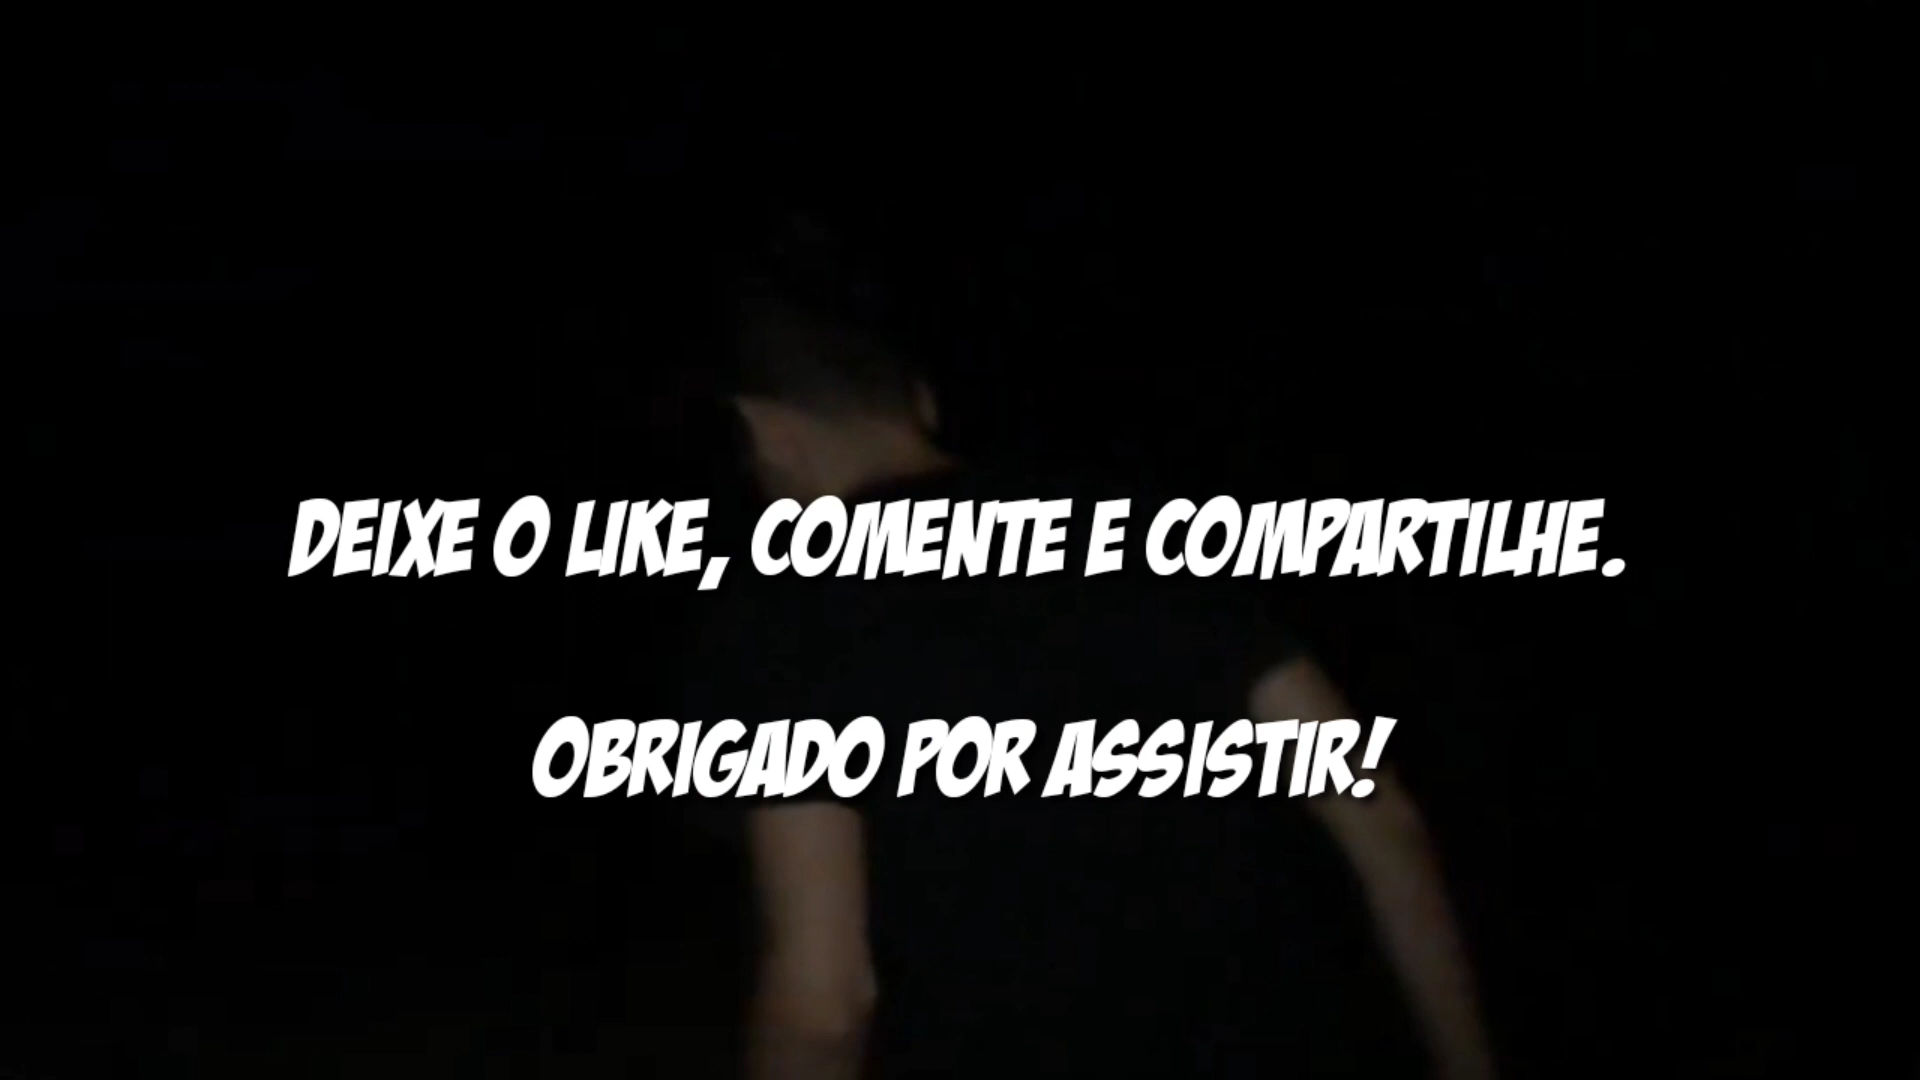 DEIXE O LIKE, COMENTE E COMPARTILHE.
OBRIGADO POR ASSISTIR!